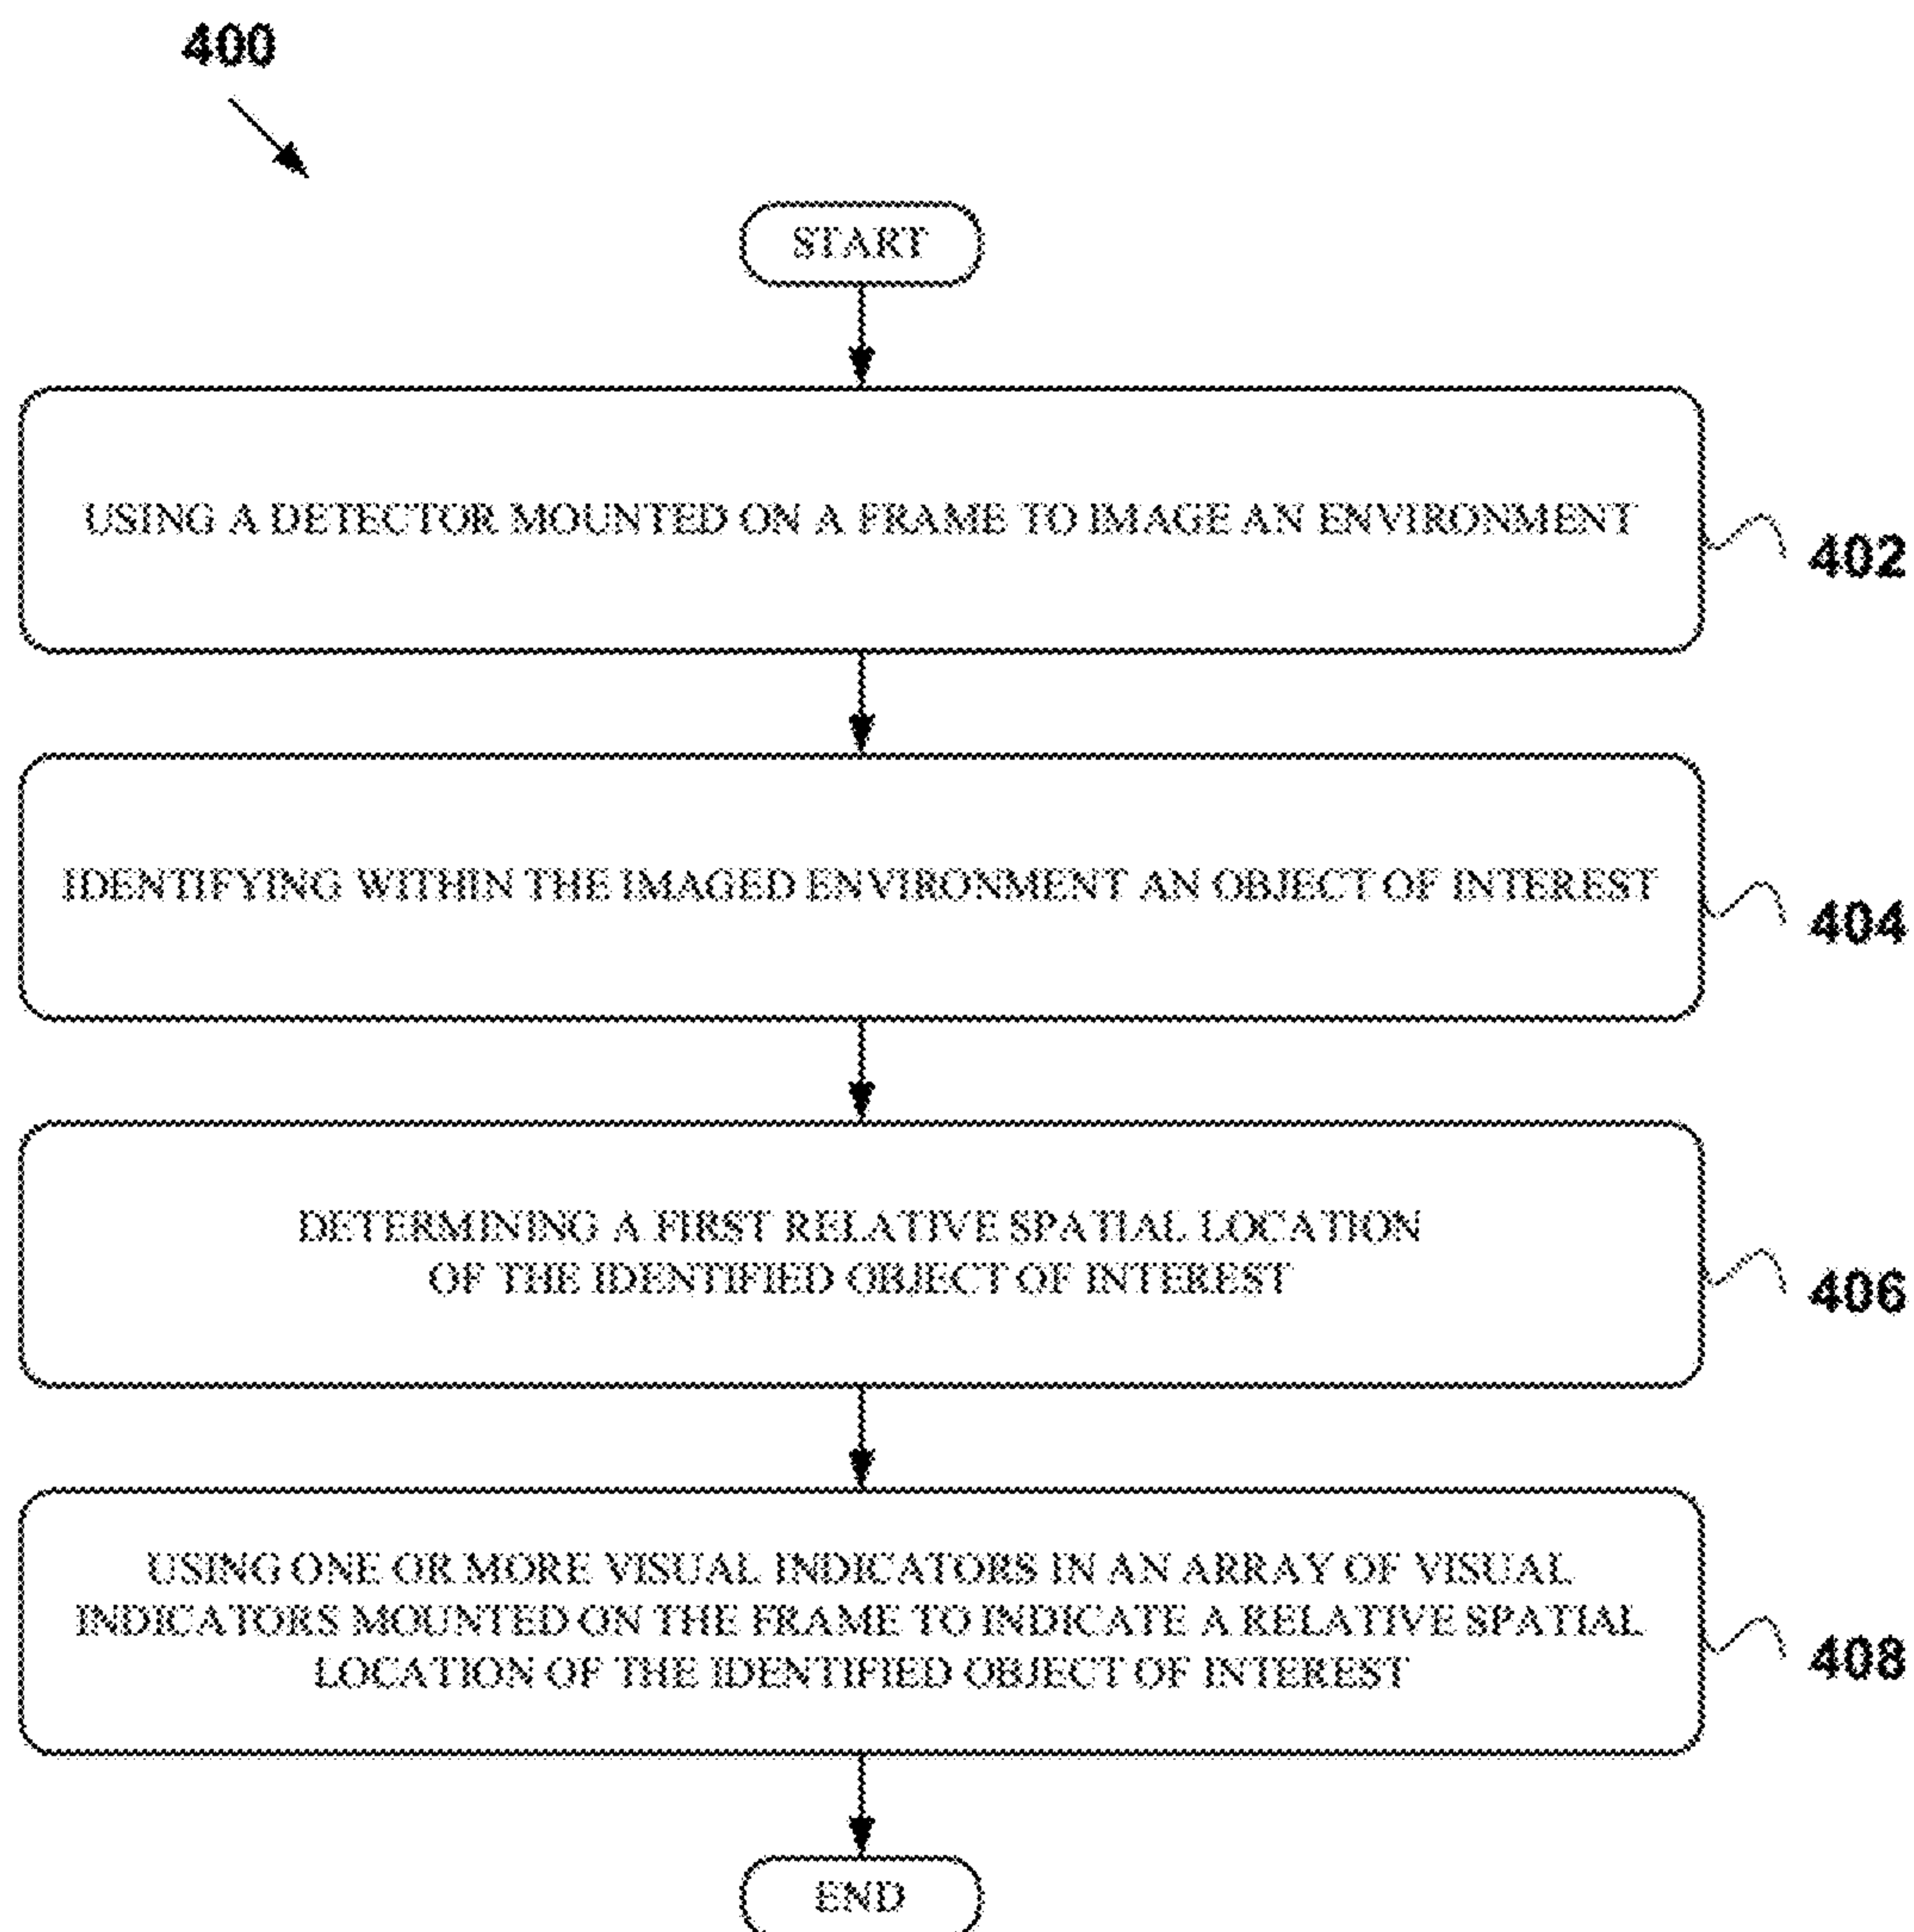 400
START
USING A DETECTOR MOUNTED ON A FRAME TO IMAGE AN ENVIRONMENT
402
IDENTIFYING WITHIN THE IMAGED ENVIRONMENT AN OBJECT OF INTEREST
404
DETERMINING A FIRST RELATIVE SPATIAL LOCATION
OF THE IDENTIFIED OBJECT OF INTEREST
406
USING ONE OR MORE VISUAL INDICATORS IN AN ARRAY OF VISUAL
INDICATORS MOUNTED ON THE FRAME TO INDICATE A RELATIVE SPATIAL
LOCATION OF THE IDENTIFIED OBJECT OF INTEREST
408
END